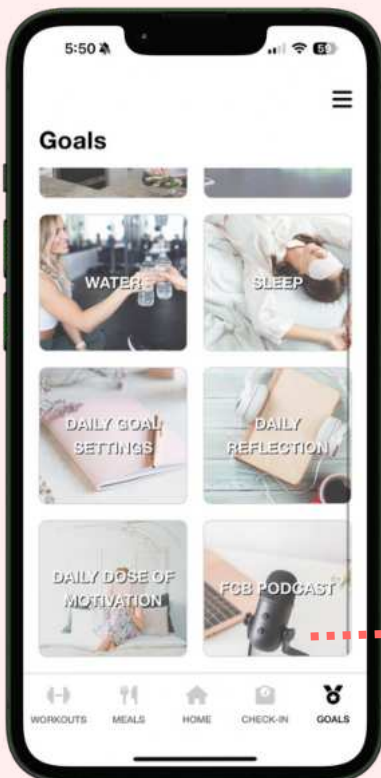 5:50
59
Goals
WATER
SLEEP
DAILY GOAL
SETTINGS
DAILY
REFLECTION
DAILY DOSE OF
MOTIVATION
FCB PODCAST
WORKOUTS
MEALS
HOME
CHECK-IN
GOALS